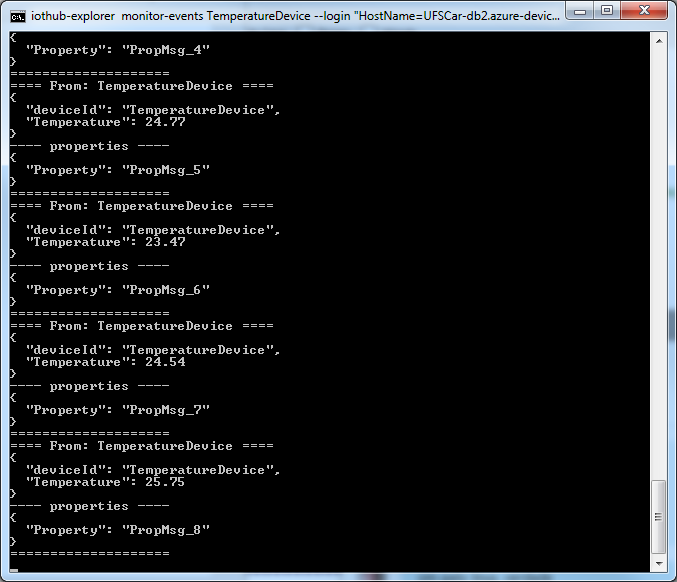 iothub-explorer monitor-events TemperatureDevice --login "HostName=UFSCar-db2.azure-devic...
{
  "Property": "PropMsg_4"
}
====================
==== From: TemperatureDevice ====
{
  "deviceId": "TemperatureDevice",
  "Temperature": 24.77
}
---- properties ----
{
  "Property": "PropMsg_5"
}
====================
==== From: TemperatureDevice ====
{
  "deviceId": "TemperatureDevice",
  "Temperature": 23.47
}
---- properties ----
{
  "Property": "PropMsg_6"
}
====================
==== From: TemperatureDevice ====
{
  "deviceId": "TemperatureDevice",
  "Temperature": 24.54
}
---- properties ----
{
  "Property": "PropMsg_7"
}
====================
==== From: TemperatureDevice ====
{
  "deviceId": "TemperatureDevice",
  "Temperature": 25.75
}
---- properties ----
{
  "Property": "PropMsg_8"
}
====================